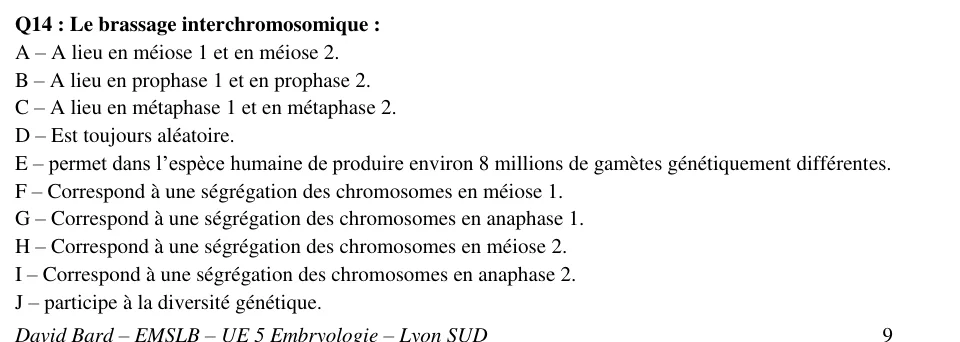 Q14 : Le brassage interchromosomique :
A – A lieu en méiose 1 et en méiose 2.
B – A lieu en prophase 1 et en prophase 2.
C – A lieu en métaphase 1 et en métaphase 2.
D – Est toujours aléatoire.
E – permet dans l’espèce humaine de produire environ 8 millions de gamètes génétiquement différentes.
F – Correspond à une ségrégation des chromosomes en méiose 1.
G – Correspond à une ségrégation des chromosomes en anaphase 1.
H – Correspond à une ségrégation des chromosomes en méiose 2.
I – Correspond à une ségrégation des chromosomes en anaphase 2.
J – participe à la diversité génétique.
David Bard – EMSLB – UE 5 Embryologie – Lyon SUD 9